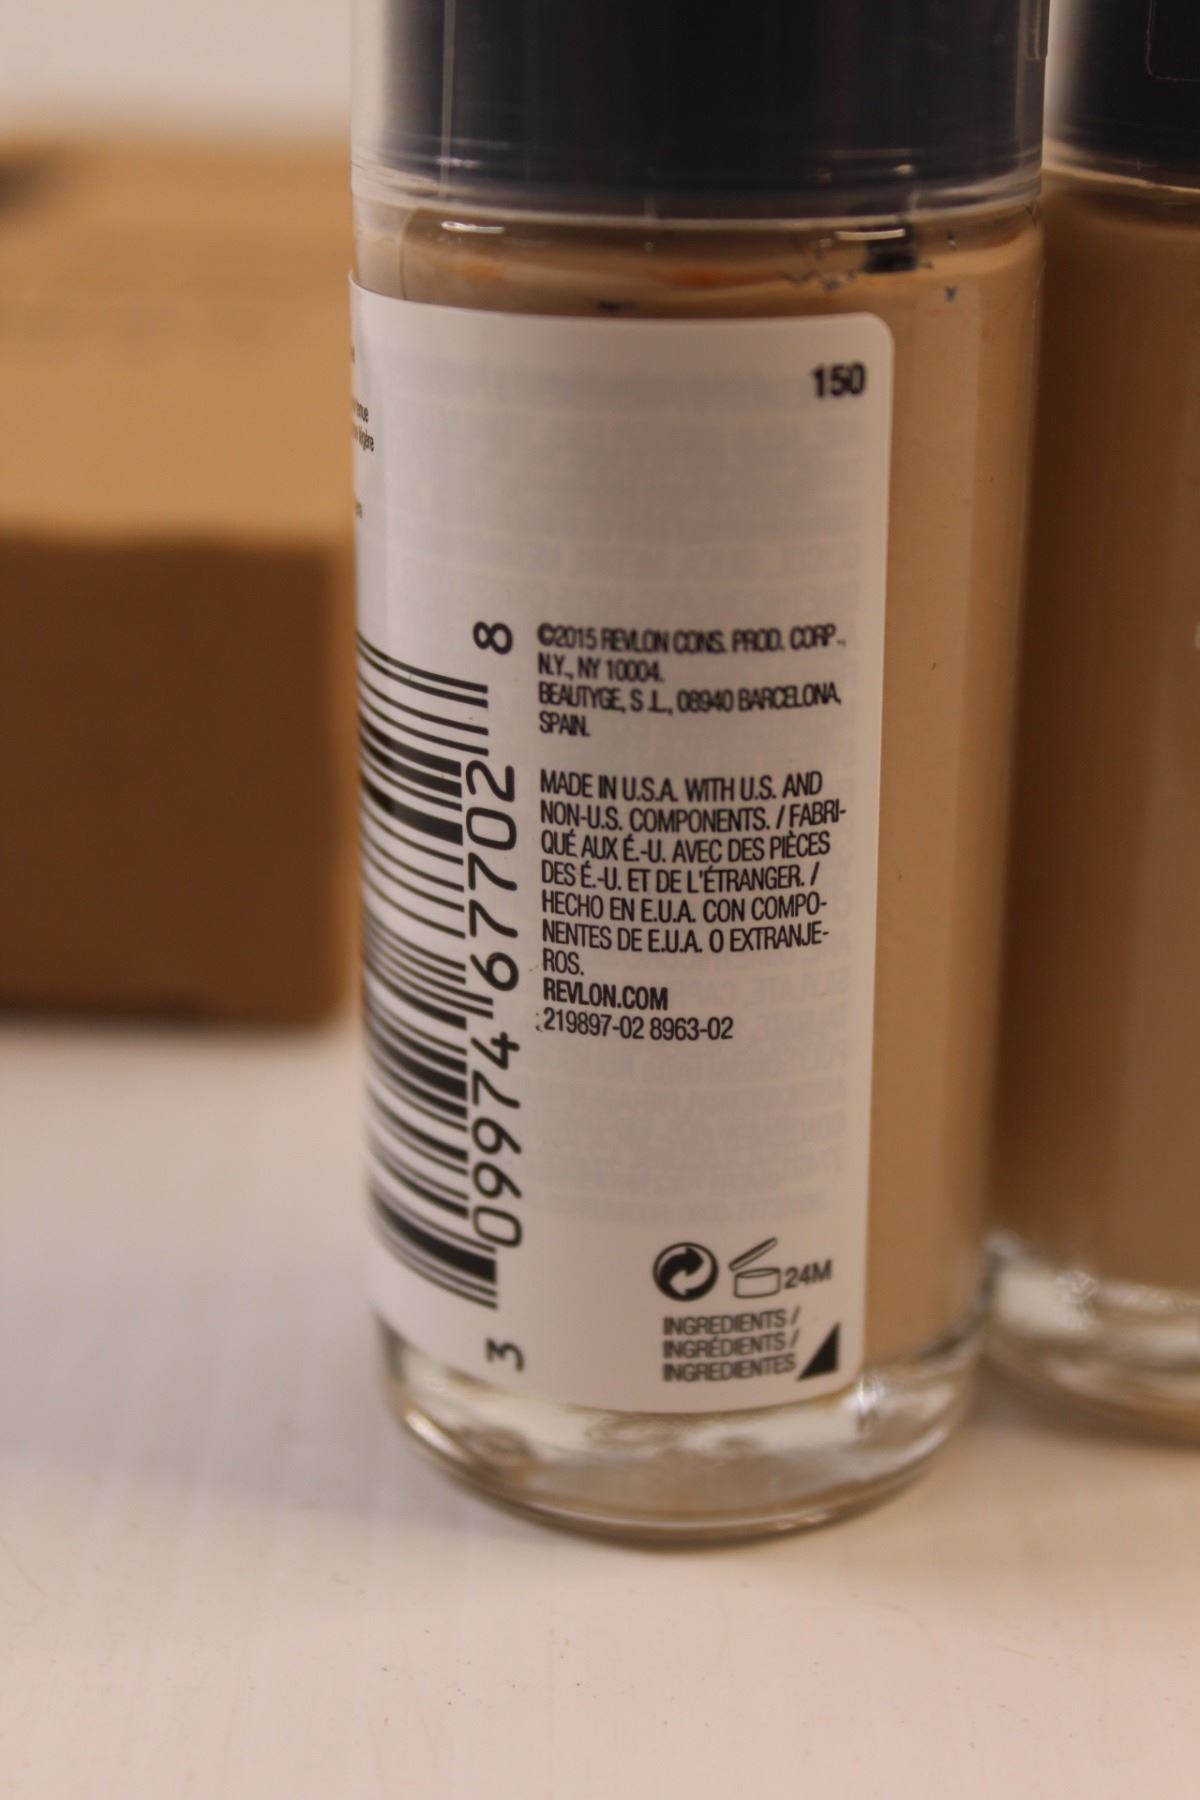 150
©2015 REVLON CONS. PROD. CORP.,
N.Y., NY 10004.
BEAUTYGE, S.L., 08940 BARCELONA,
SPAIN.
MADE IN U.S.A. WITH U.S. AND
NON-U.S. COMPONENTS. / FABRI-
QUÉ AUX É.-U. AVEC DES PIÈCES
DES É.-U. ET DE L'ÉTRANGER. /
HECHO EN E.U.A. CON COMPO-
NENTES DE E.U.A. O EXTRANJE-
ROS.
REVLON.COM
219897-02 8963-02
3 09974 67702 8
24M
INGREDIENTS /
INGRÉDIENTS /
INGREDIENTES